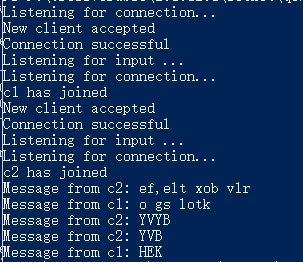 Listening for connection...
New client accepted
Connection successful
Listening for input ...
Listening for connection...
c1 has joined
New client accepted
Connection successful
Listening for input ...
Listening for connection...
c2 has joined
Message from c2: ef,elt xob vlr
Message from c1: o gs lotk
Message from c2: YVYB
Message from c2: YVB
Message from c1: HEK